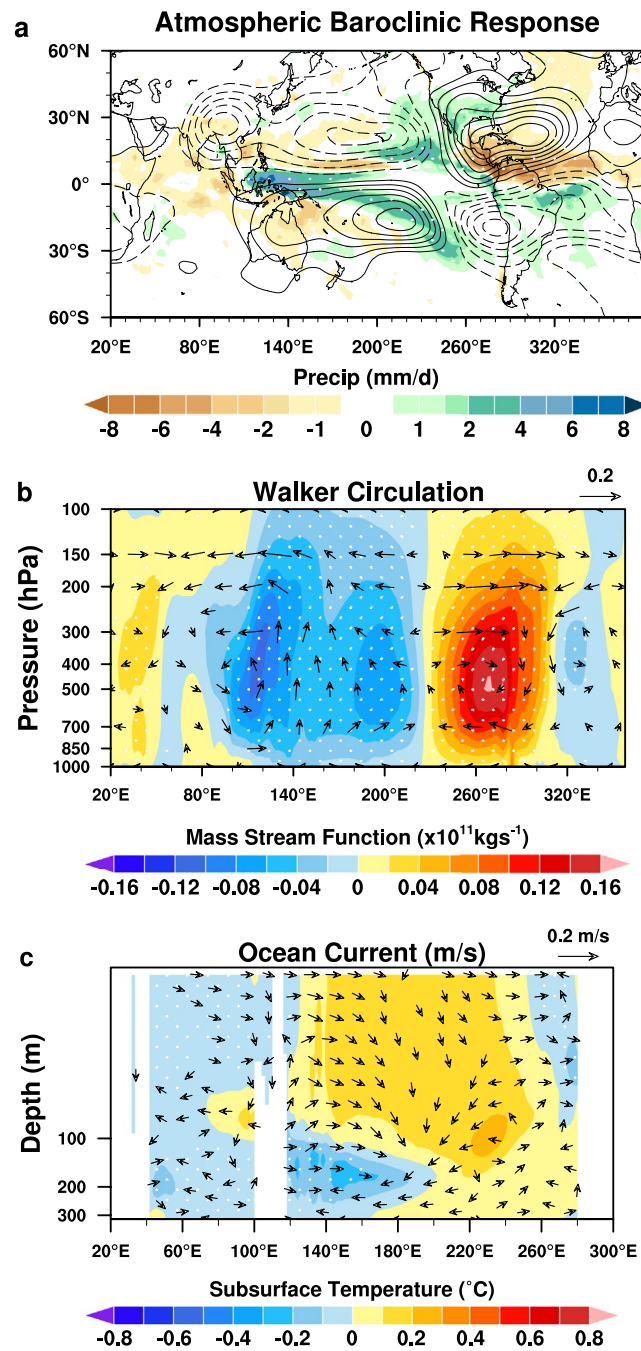 a Atmospheric Baroclinic Response
60°N
30°N
0°
30°S
60°S
20°E 80°E 140°E 200°E 260°E 320°E
Precip (mm/d)
-8 -6 -4 -2 -1 0 1 2 4 6 8
b Walker Circulation 0.2
Pressure (hPa)
100
150
200
300
400
500
700
850
1000
20°E 80°E 140°E 200°E 260°E 320°E
Mass Stream Function (x10¹¹kgs⁻¹)
-0.16 -0.12 -0.08 -0.04 0 0.04 0.08 0.12 0.16
c Ocean Current (m/s) 0.2 m/s
Depth (m)
100
200
300
20°E 60°E 100°E 140°E 180°E 220°E 260°E 300°E
Subsurface Temperature (°C)
-0.8 -0.6 -0.4 -0.2 0 0.2 0.4 0.6 0.8